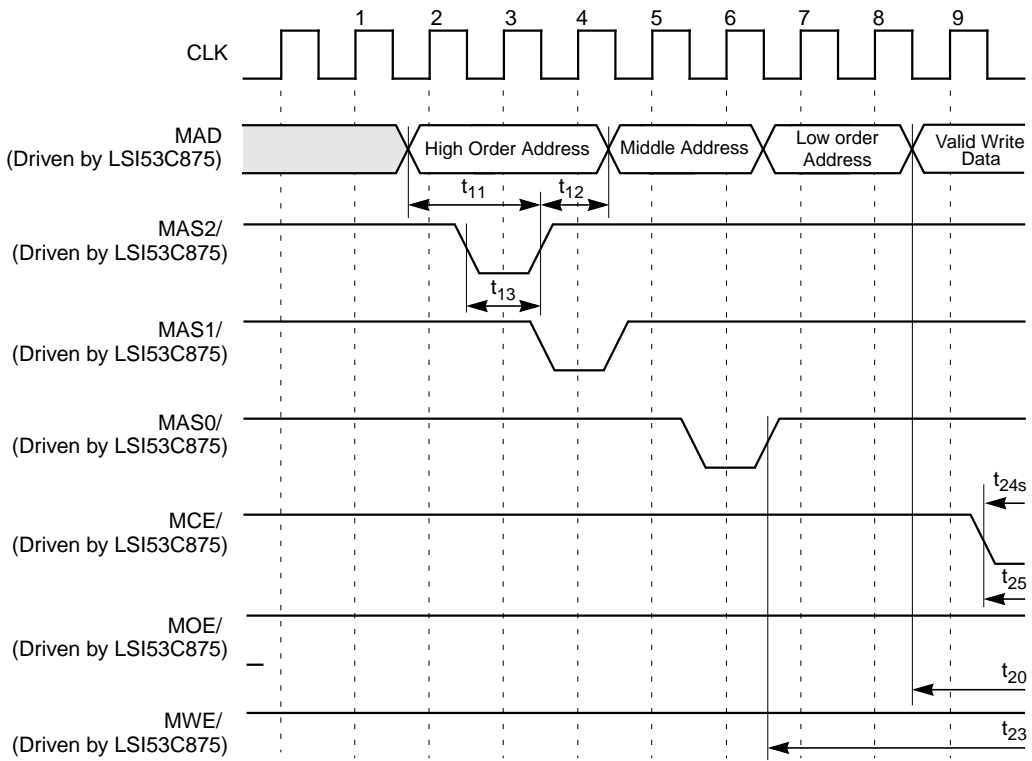 1 2 3 4 5 6 7 8 9
CLK
MAD
(Driven by LSI53C875)
High Order Address
Middle Address
Low order
Address
Valid Write
Data
t11
t12
MAS2/
(Driven by LSI53C875)
t13
MAS1/
(Driven by LSI53C875)
MAS0/
(Driven by LSI53C875)
t24s
MCE/
(Driven by LSI53C875)
t25
MOE/
(Driven by LSI53C875)
t20
MWE/
(Driven by LSI53C875)
t23